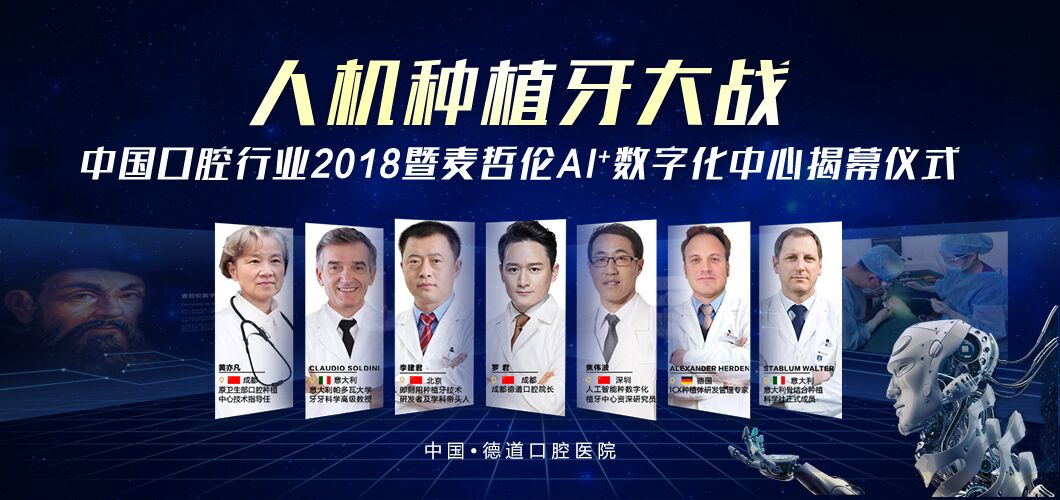 人机种植牙大战
中国口腔行业2018暨麦哲伦AI+数字化中心揭幕仪式
黄亦凡
成都
原卫生部口腔种植
中心技术指导任
CLAUDIO SOLDINI
意大利
意大利帕多瓦大学
牙牙科学高级教授
李建君
北京
即刻用种植牙技术
研发者及学科带头人
罗 君
成都
成都德道口腔院长
焦伟波
深圳
人工智能种数字化
植牙中心资深研究员
ALEXANDER HERDEN
德国
ICX种植体研发管理专家
STABLUM WALTER
意大利
意大利骨结合种植
科学社正式成员
中国•德道口腔医院